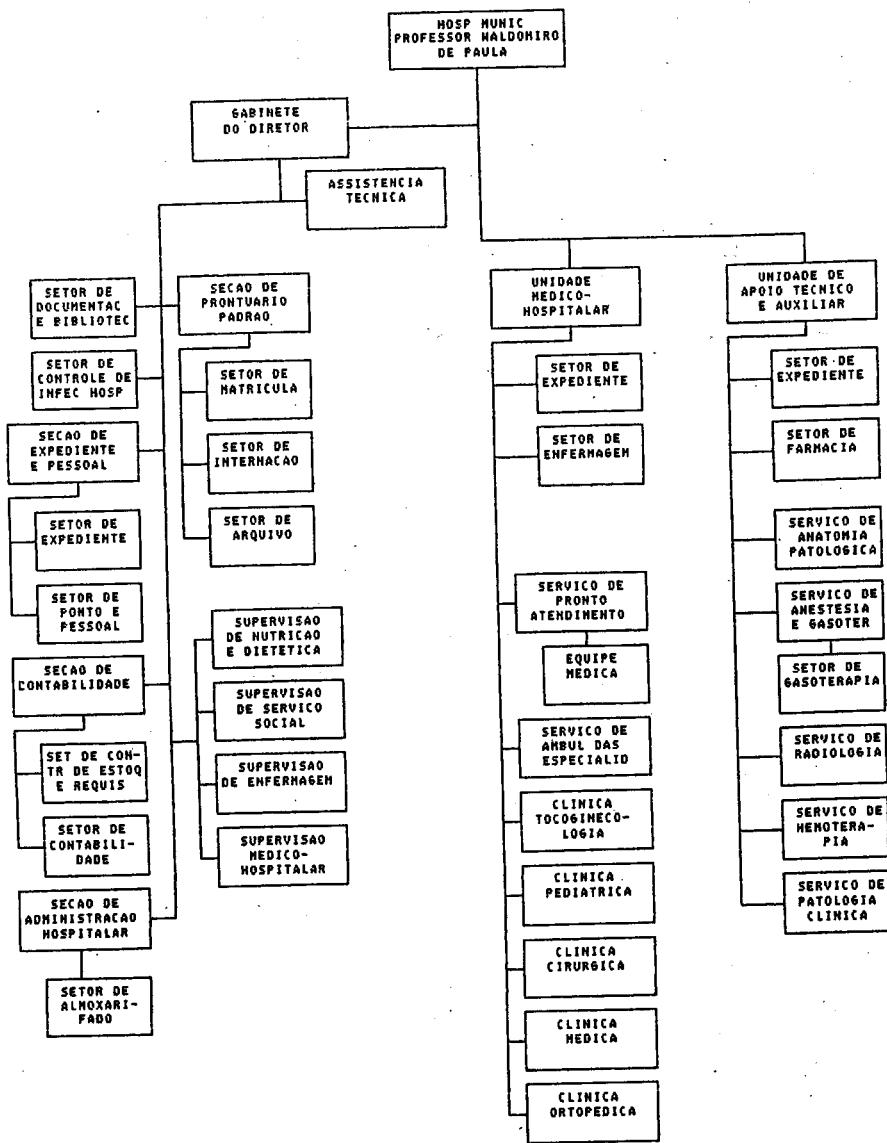 HOSP MUNIC
PROFESSOR WALDOMIRO
DE PAULA
GABINETE
DO DIRETOR
ASSISTENCIA
TECNICA
SETOR DE
DOCUMENTAC
E BIBLIOTEC
SECAO DE
PRONTUARIO
PADRAO
SETOR DE
CONTROLE DE
INFEC HOSP
SETOR DE
MATRICULA
SECAO DE
EXPEDIENTE
E PESSOAL
SETOR DE
INTERNACAO
SETOR DE
EXPEDIENTE
SETOR DE
ARQUIVO
SETOR DE
PONTO E
PESSOAL
SUPERVISAO
DE NUTRICAO
E DIETETICA
SECAO DE
CONTABILIDADE
SUPERVISAO
DE SERVICO
SOCIAL
SET DE CON-
TR DE ESTOQ
E REQUIS
SUPERVISAO
DE ENFERMAGEM
SETOR DE
CONTABILI-
DADE
SUPERVISAO
MEDICO-
HOSPITALAR
SECAO DE
ADMINISTRACAO
HOSPITALAR
SETOR DE
ALMOXARI-
FADO
UNIDADE
MEDICO-
HOSPITALAR
SETOR DE
EXPEDIENTE
SETOR DE
ENFERMAGEM
SERVICO DE
PRONTO
ATENDIMENTO
EQUIPE
MEDICA
SERVICO DE
AMBUL DAS
ESPECIALID
CLINICA
TOCOGINECO-
LOGIA
CLINICA
PEDIATRICA
CLINICA
CIRURGICA
CLINICA
MEDICA
CLINICA
ORTOPEDICA
UNIDADE DE
APOIO TECNICO
E AUXILIAR
SETOR DE
EXPEDIENTE
SETOR DE
FARMACIA
SERVICO DE
ANATOMIA
PATOLOGICA
SERVICO DE
ANESTESIA
E GASOTER
SETOR DE
GASOTERAPIA
SERVICO DE
RADIOLOGIA
SERVICO DE
HEMOTERA-
PIA
SERVICO DE
PATOLOGIA
CLINICA